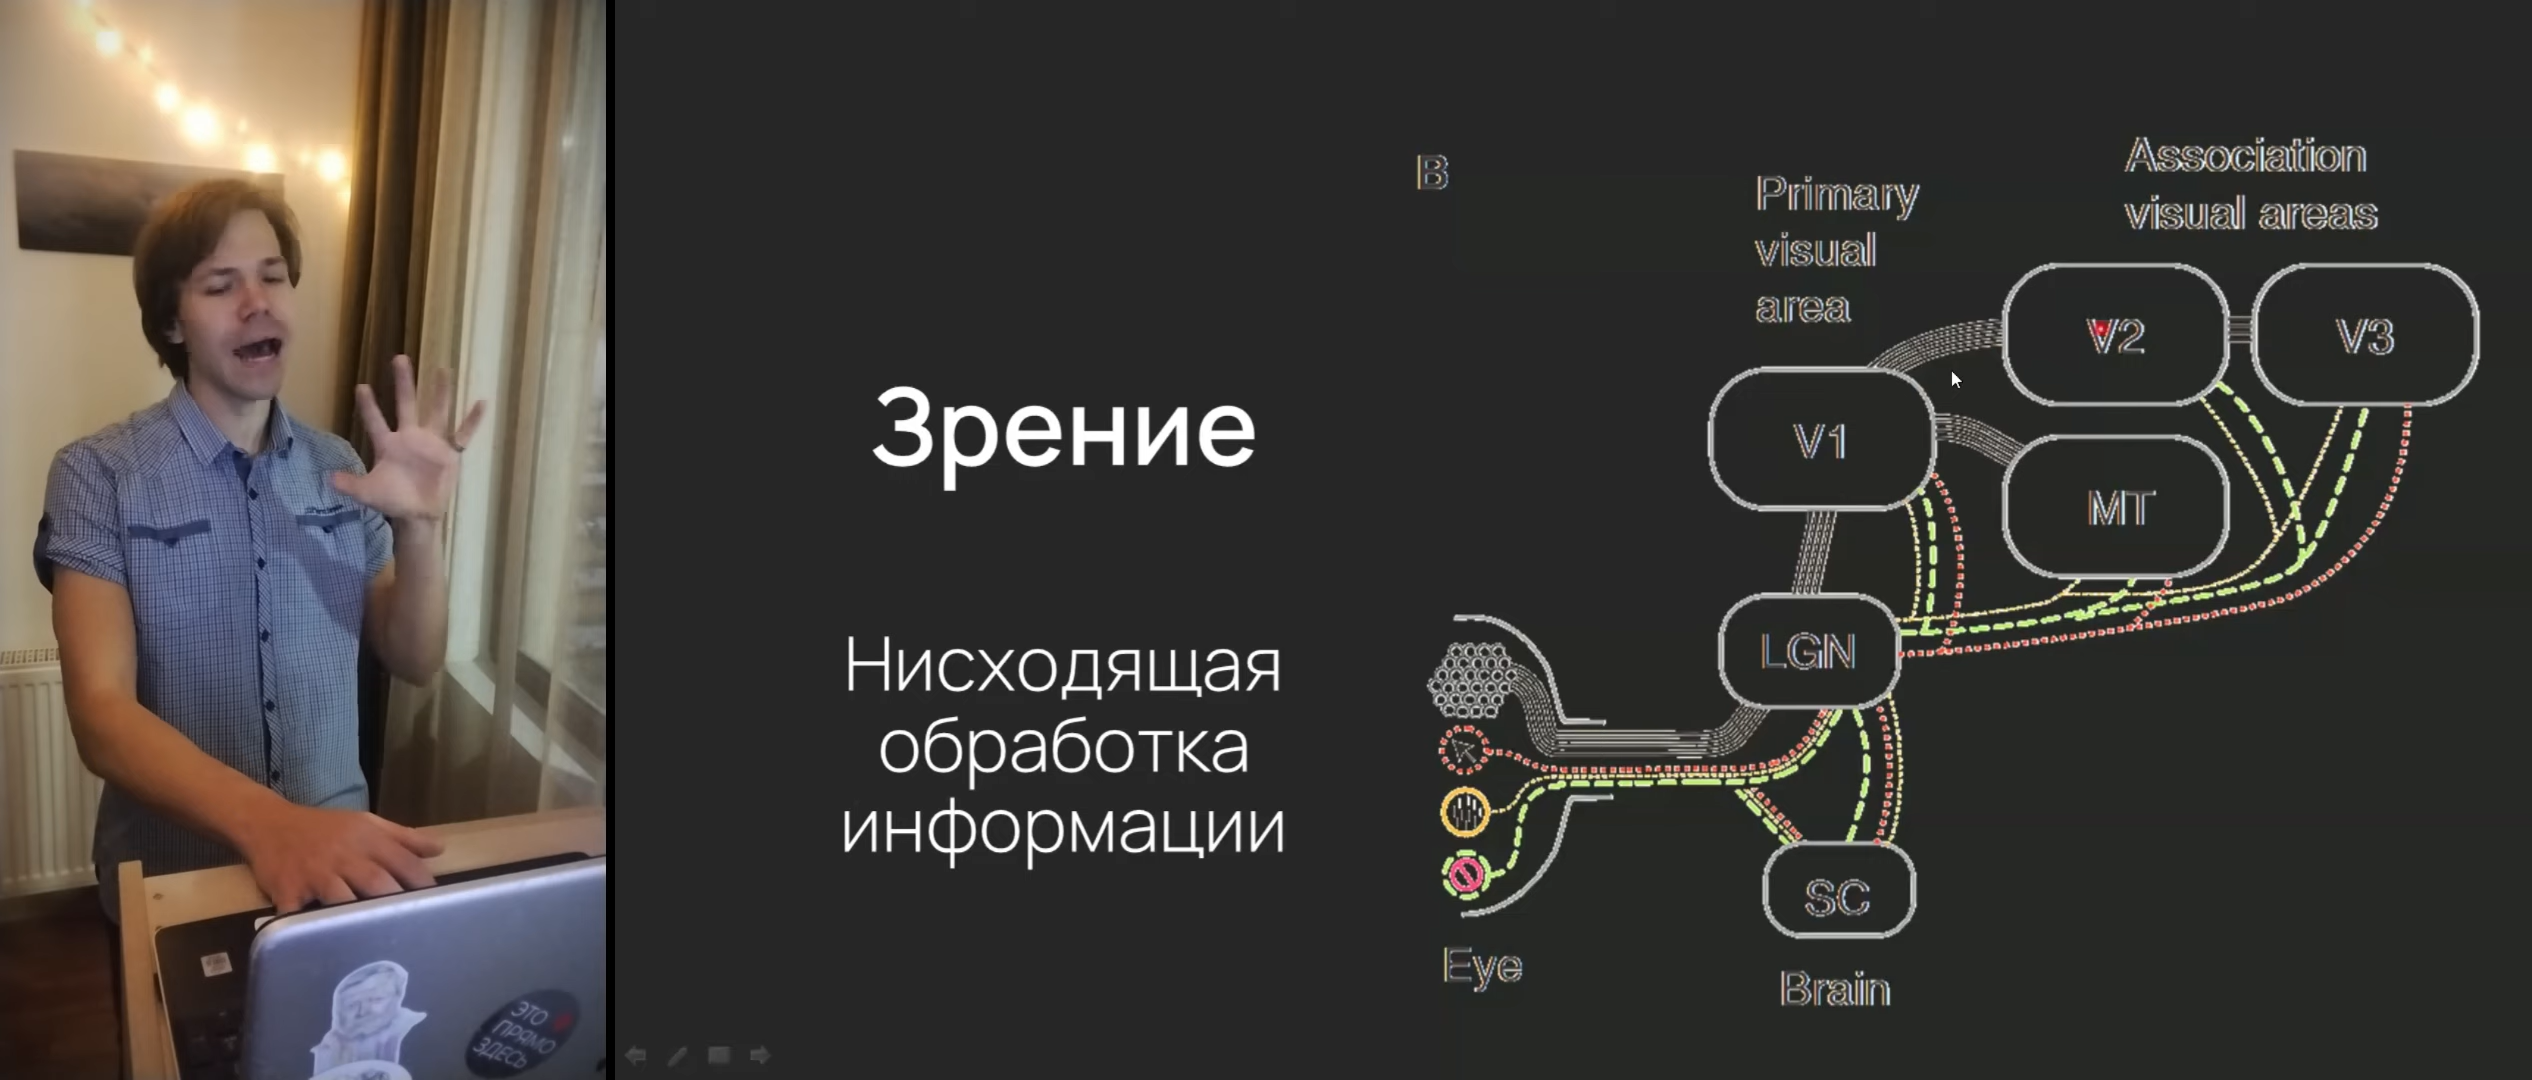 Зрение
Нисходящая
обработка
информации
B
Primary
visual
area
Association
visual areas
V1
V2
V3
MT
LGN
SC
Eye
Brain
ЭТО
ПРЯМО
ЗДЕСЬ